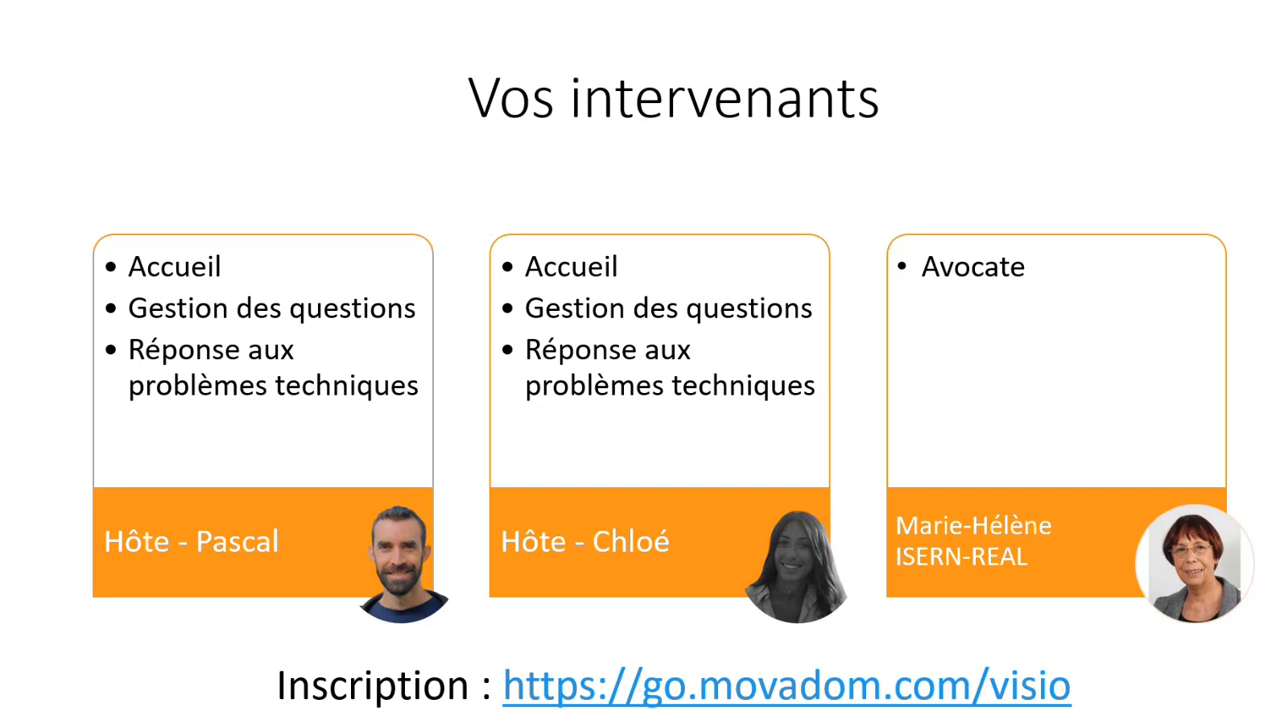 Vos intervenants
• Accueil
• Gestion des questions
• Réponse aux
problèmes techniques
Hôte - Pascal
• Accueil
• Gestion des questions
• Réponse aux
problèmes techniques
Hôte - Chloé
• Avocate
Marie-Hélène
ISERN-REAL
Inscription : https://go.movadom.com/visio